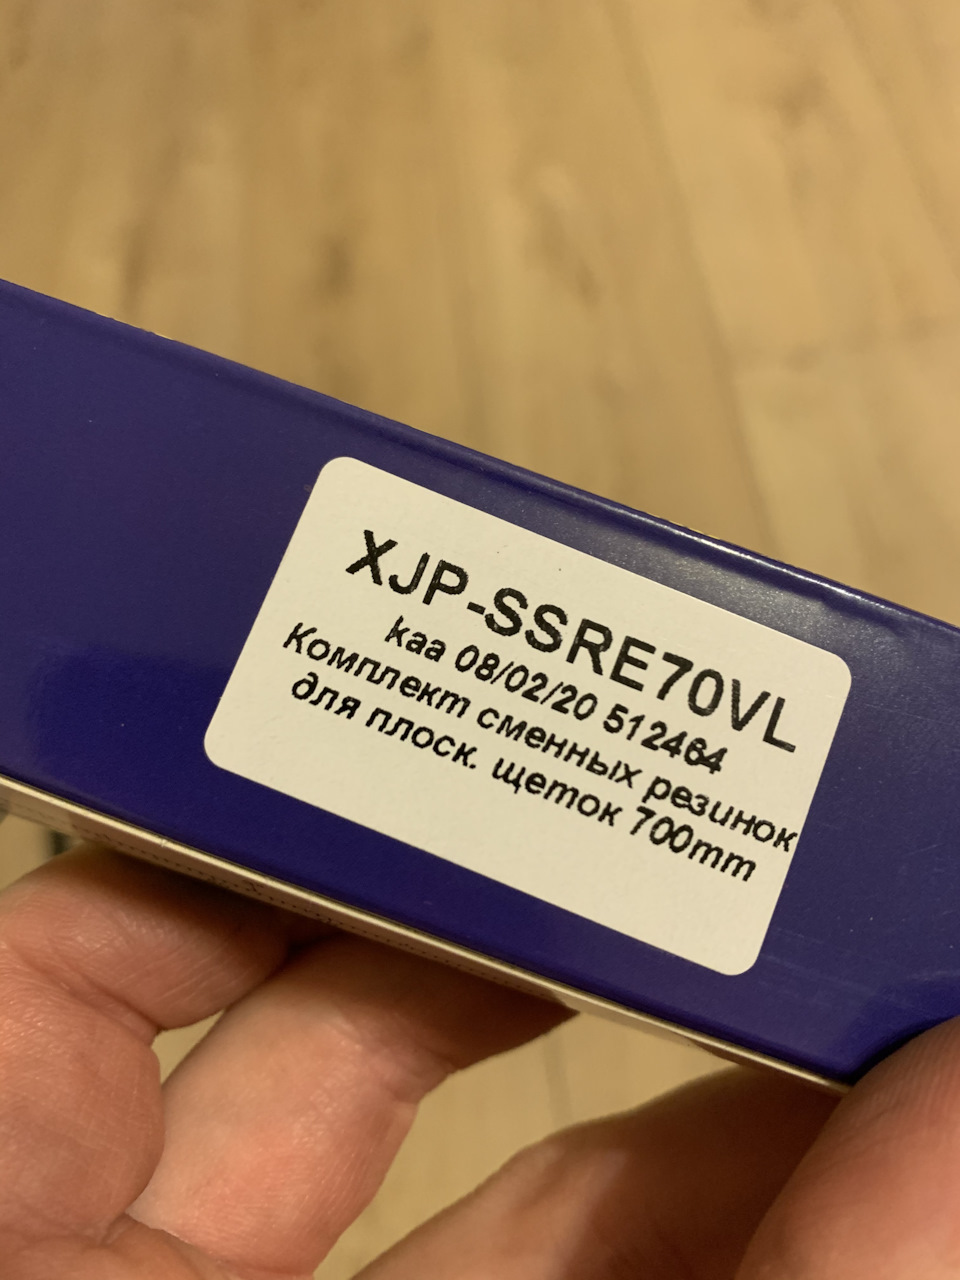 XJP-SSRE70VL
kaa 08/02/20 512464
Комплект сменных резинок
для плоск. щеток 700mm